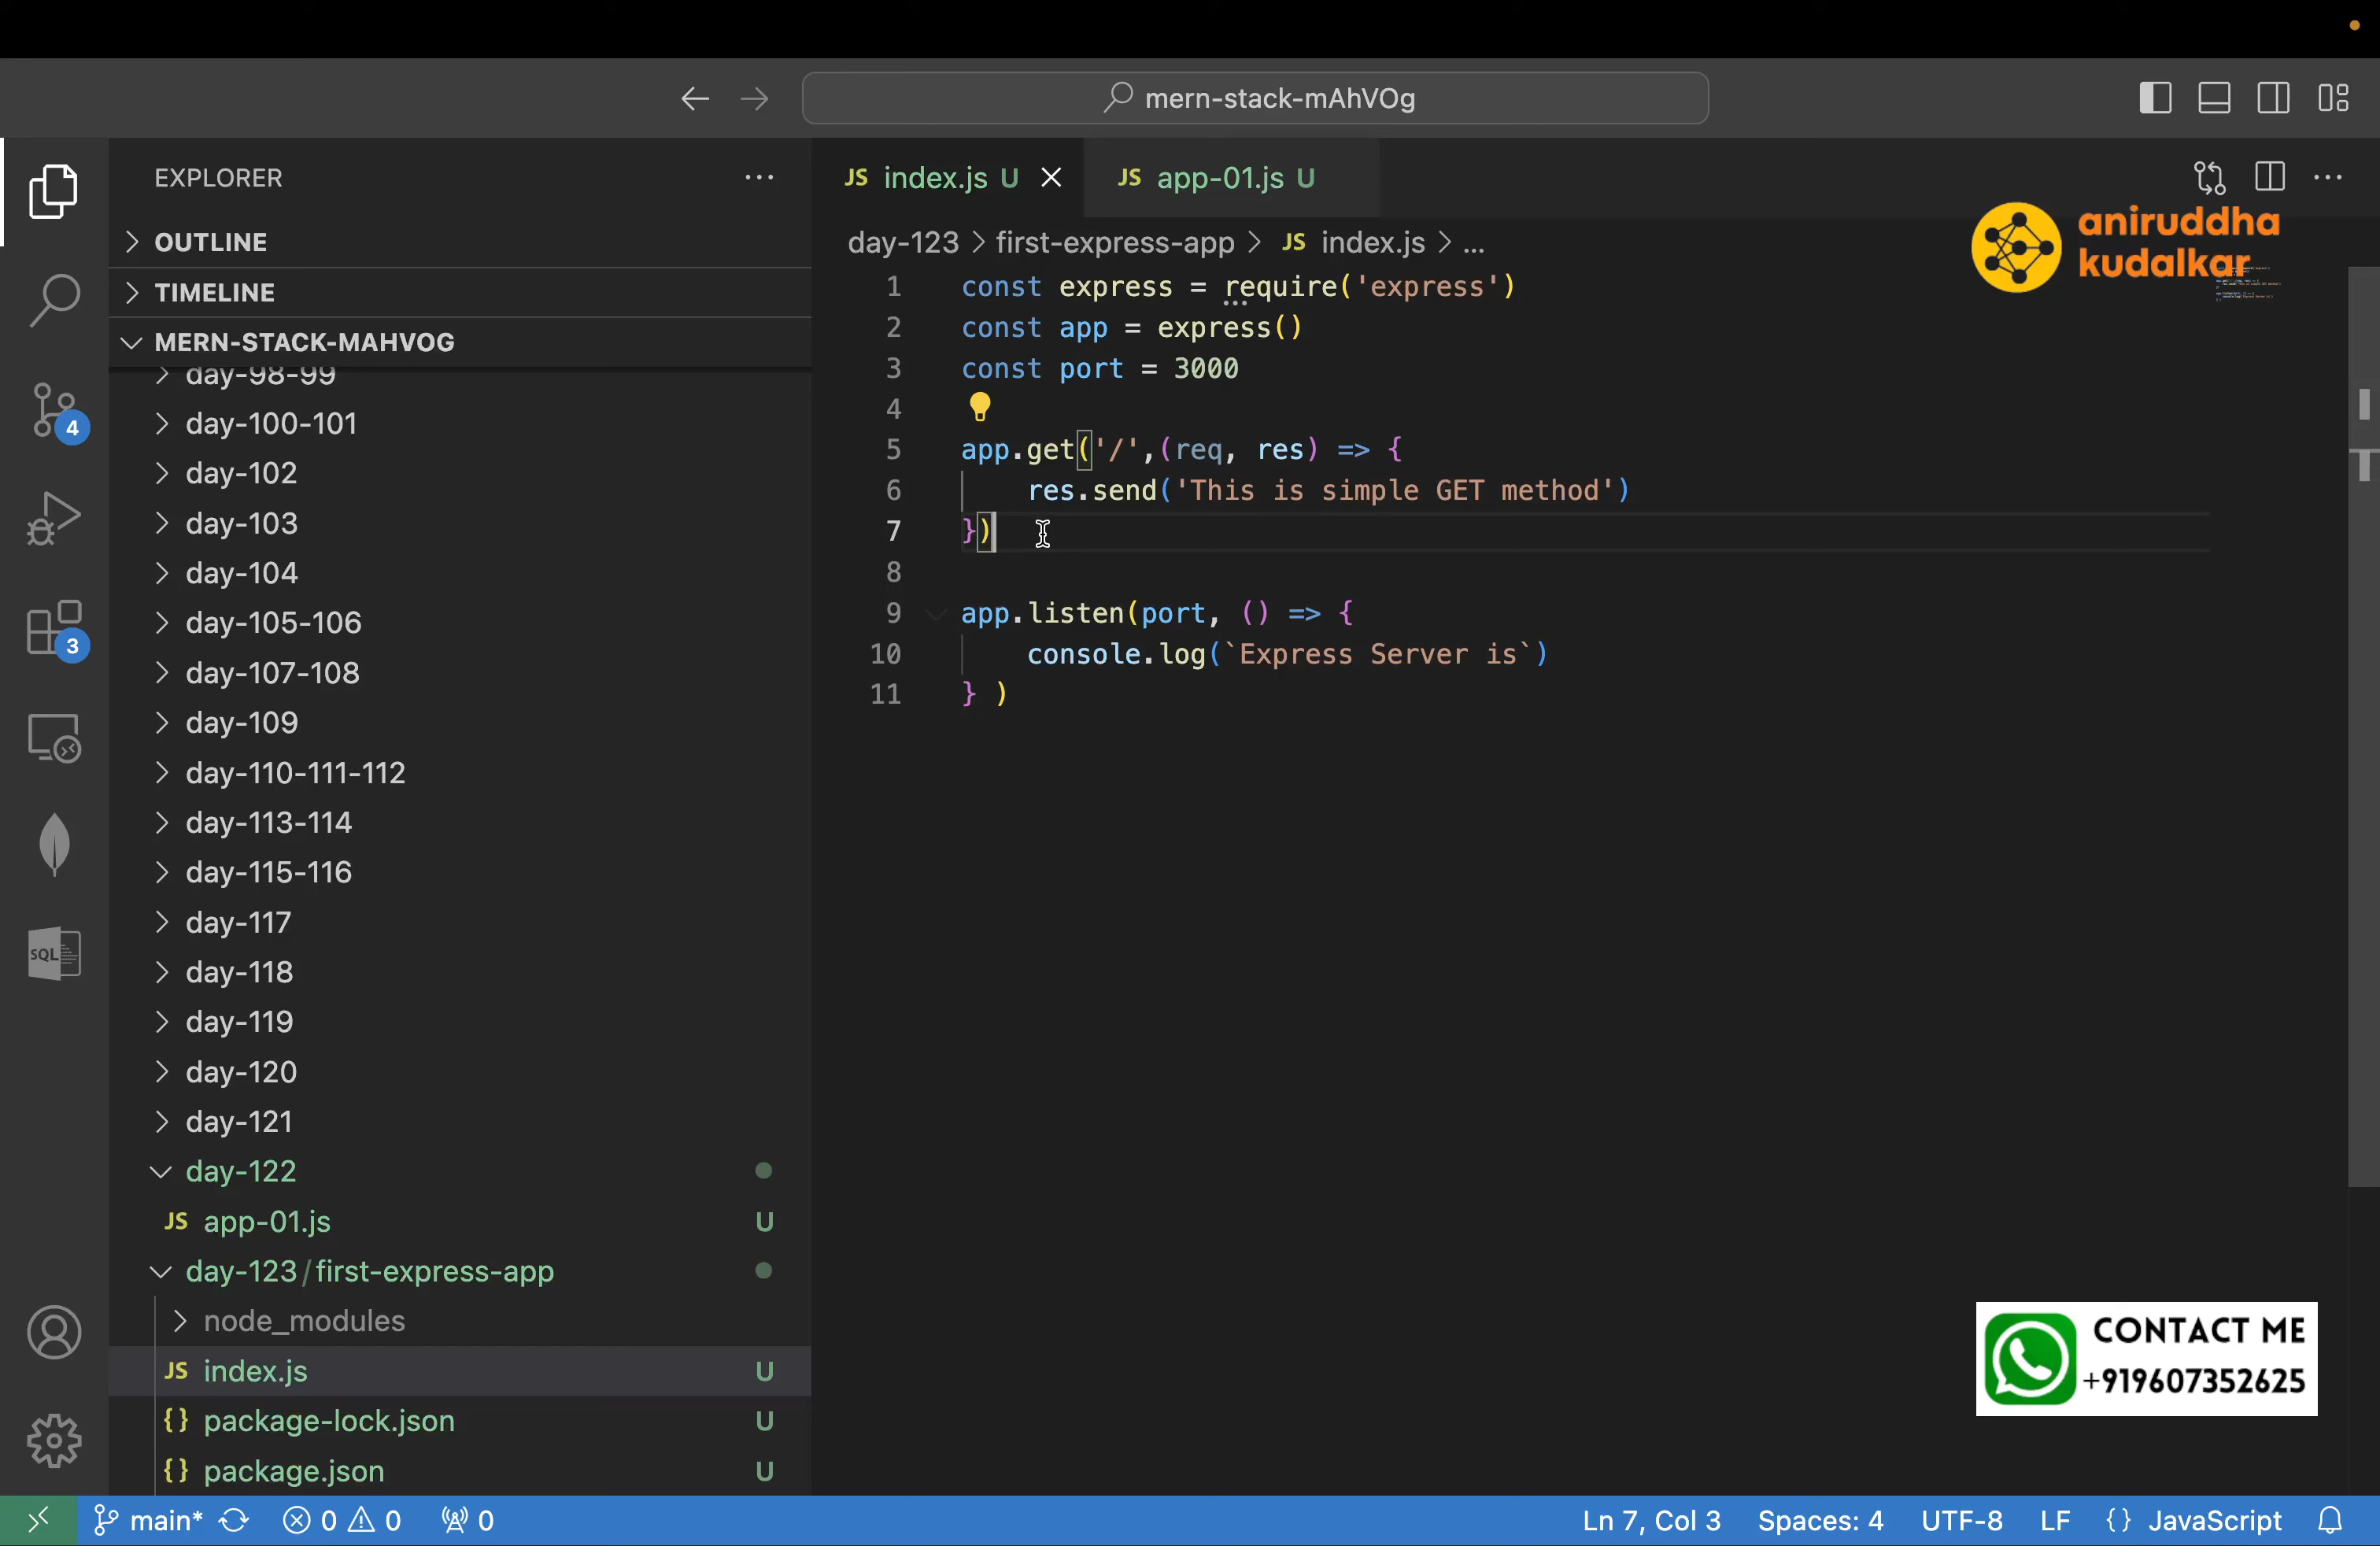 mern-stack-mAhVOg
EXPLORER
OUTLINE
TIMELINE
MERN-STACK-MAHVOG
day-98-99
day-100-101
day-102
day-103
day-104
day-105-106
day-107-108
day-109
day-110-111-112
day-113-114
day-115-116
day-117
day-118
day-119
day-120
day-121
day-122
JS app-01.js U
day-123/first-express-app
node_modules
JS index.js U
{} package-lock.json U
{} package.json U
4
3
SQL
JS index.js U
JS app-01.js U
day-123 > first-express-app > JS index.js > ...
aniruddha
kudalkar
1 const express = require('express')
2 const app = express()
3 const port = 3000
4
5 app.get('/',(req, res) => {
6 res.send('This is simple GET method')
7 })
8
9 app.listen(port, () => {
10 console.log(`Express Server is`)
11 } )
CONTACT ME
+919607352625
main* 0 0 0 Ln 7, Col 3 Spaces: 4 UTF-8 LF {} JavaScript